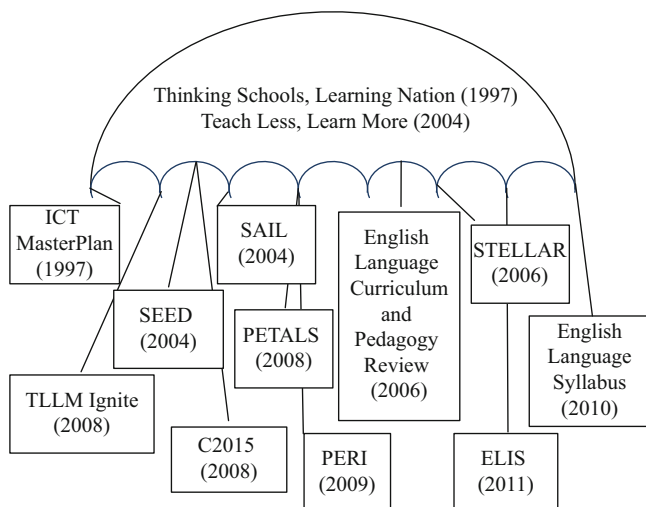 Thinking Schools, Learning Nation (1997)
Teach Less, Learn More (2004)
ICT
MasterPlan
(1997)
SAIL
(2004)
English
Language
Curriculum
and
Pedagogy
Review
(2006)
STELLAR
(2006)
SEED
(2004)
PETALS
(2008)
English
Language
Syllabus
(2010)
TLLM Ignite
(2008)
C2015
(2008)
PERI
(2009)
ELIS
(2011)